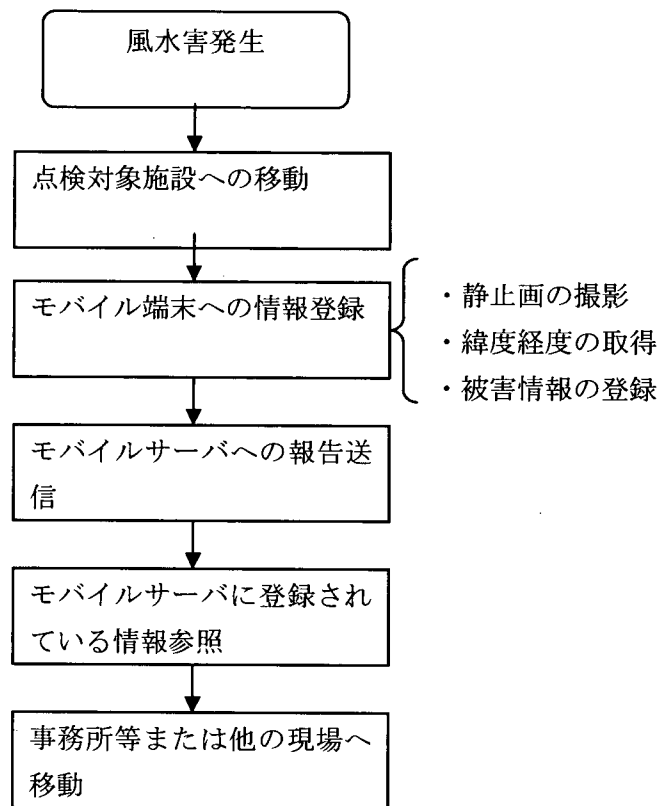 風水害発生
点検対象施設への移動
モバイル端末への情報登録
・静止画の撮影
・緯度経度の取得
・被害情報の登録
モバイルサーバへの報告送
信
モバイルサーバに登録され
ている情報参照
事務所等または他の現場へ
移動